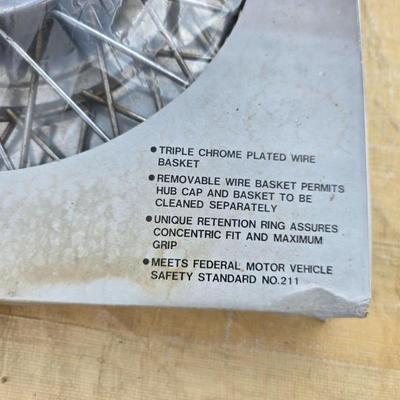 ● TRIPLE CHROME PLATED WIRE
BASKET
● REMOVABLE WIRE BASKET PERMITS
HUB CAP AND BASKET TO BE
CLEANED SEPARATELY
● UNIQUE RETENTION RING ASSURES
CONCENTRIC FIT AND MAXIMUM
GRIP
● MEETS FEDERAL MOTOR VEHICLE
SAFETY STANDARD NO.211